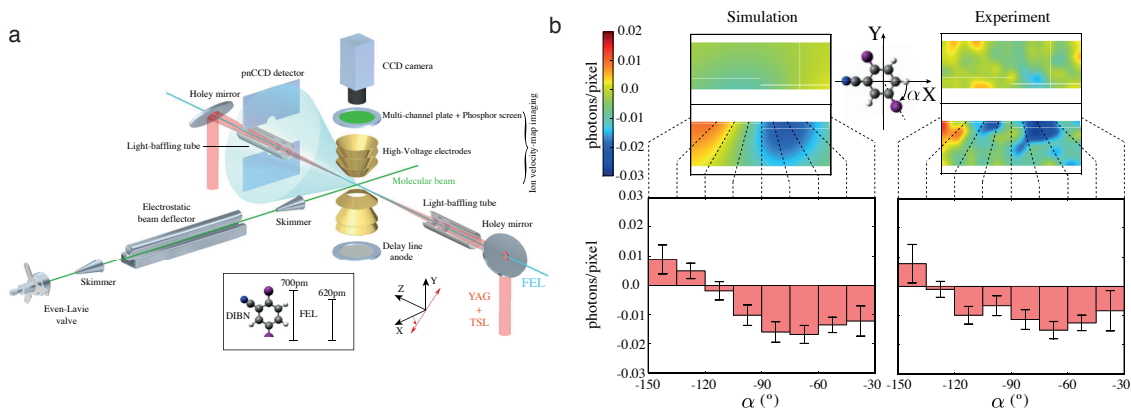 a
CCD camera
pnCCD detector
Holey mirror
Multi-channel plate + Phosphor screen
Light-baffling tube
High-Voltage electrodes
Ion velocity-map imaging
Molecular beam
Electrostatic
beam deflector
Skimmer
Light-baffling tube
Holey mirror
Delay line
anode
Skimmer
FEL
Even-Lavie
valve
DIBN
700pm
FEL
620pm
Y
Z
X
YAG
+
TSL
b
Simulation
Experiment
photons/pixel
0.03
0.02
0.01
0.0
-0.01
-0.02
-0.03
Y
X
α
photons/pixel
0.03
0.02
0.01
0.0
-0.01
-0.02
-0.03
-150
-120
-90
-60
-30
α (º)
-150
-120
-90
-60
-30
α (º)